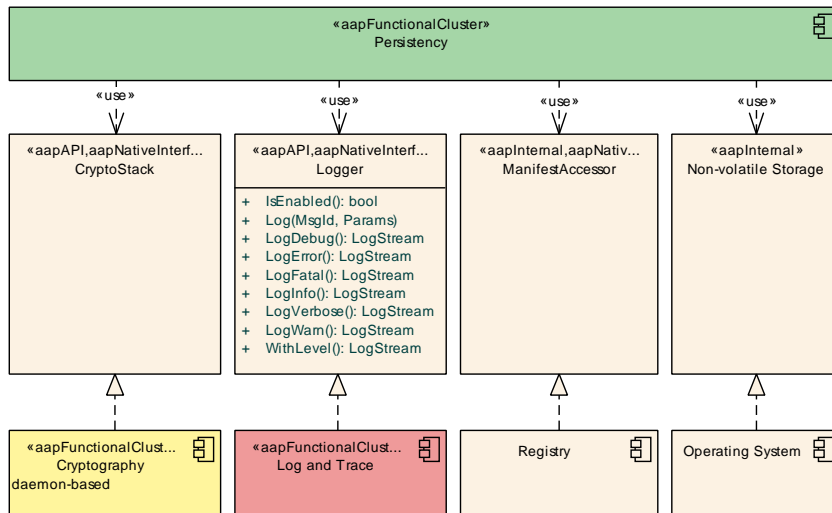 «aapFunctionalCluster»
Persistency
«use»
«use»
«use»
«use»
«aapAPI,aapNativeInterf...
CryptoStack
«aapAPI,aapNativeInterf...
Logger
+ IsEnabled(): bool
+ Log(MsgId, Params)
+ LogDebug(): LogStream
+ LogError(): LogStream
+ LogFatal(): LogStream
+ LogInfo(): LogStream
+ LogVerbose(): LogStream
+ LogWarn(): LogStream
+ WithLevel(): LogStream
«aapInternal,aapNativ...
ManifestAccessor
«aapInternal»
Non-volatile Storage
«aapFunctionalClust...
Cryptography
daemon-based
«aapFunctionalClust...
Log and Trace
Registry
Operating System